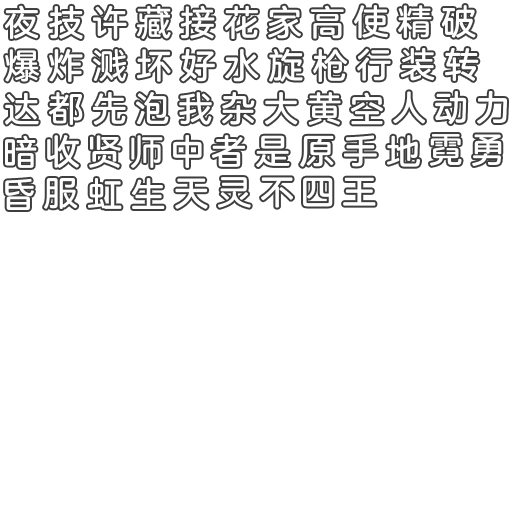 夜技许藏接花家高使精破
爆炸溅坏好水旋枪行装转
达都先泡我杂大黄空人动力
暗收贤师中者是原手地霓勇
昏服虹生天灵不四王